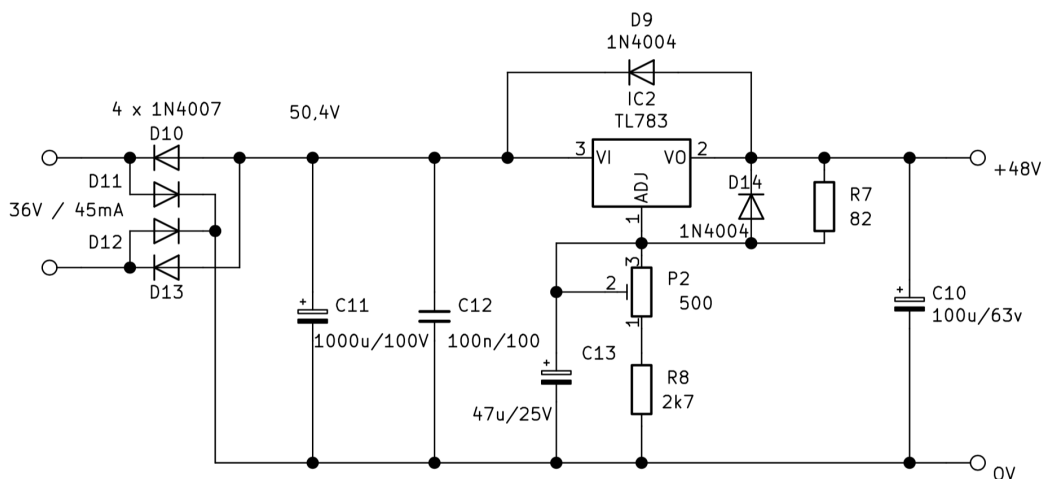 D9
1N4004
IC2
TL783
4 x 1N4007
50,4V
D10
3
VI
VO
2
ADJ
1
D11
36V / 45mA
D12
D13
D14
1N4004
R7
82
+48V
+
C11
1000u/100V
C12
100n/100
3
2
1
P2
500
+
C13
47u/25V
R8
2k7
+
C10
100u/63v
0V